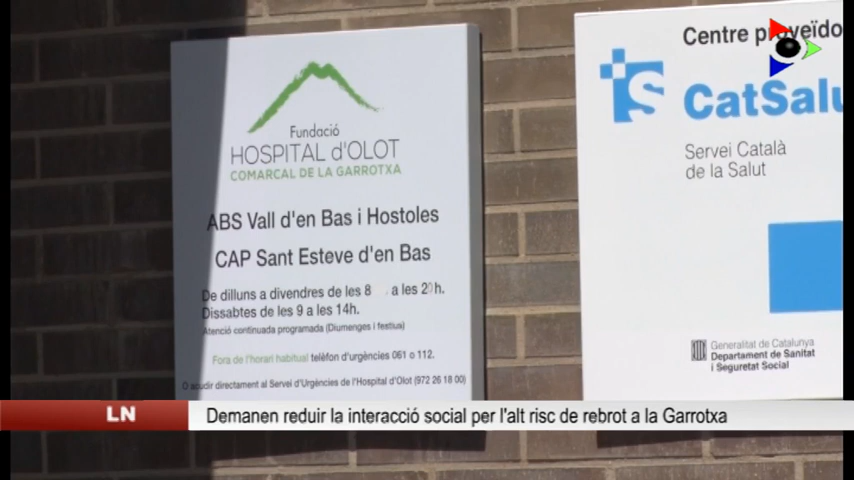 Fundació
HOSPITAL d'OLOT
COMARCAL DE LA GARROTXA
ABS Vall d'en Bas i Hostoles
CAP Sant Esteve d'en Bas
De dilluns a divendres de les 8 a les 20h.
Dissabtes de les 9 a les 14h.
Atenció continuada programada (Diumenges i festius)
Fora de l'horari habitual telèfon d'urgències 061 o 112.
O acudir directament al Servei d'Urgències de l'Hospital d'Olot (972 26 18 00)
Centre proveïdo
s
CatSalu
Servei Català
de la Salut
Generalitat de Catalunya
Departament de Sanitat
i Seguretat Social
LN
Demanen reduir la interacció social per l'alt risc de rebrot a la Garrotxa